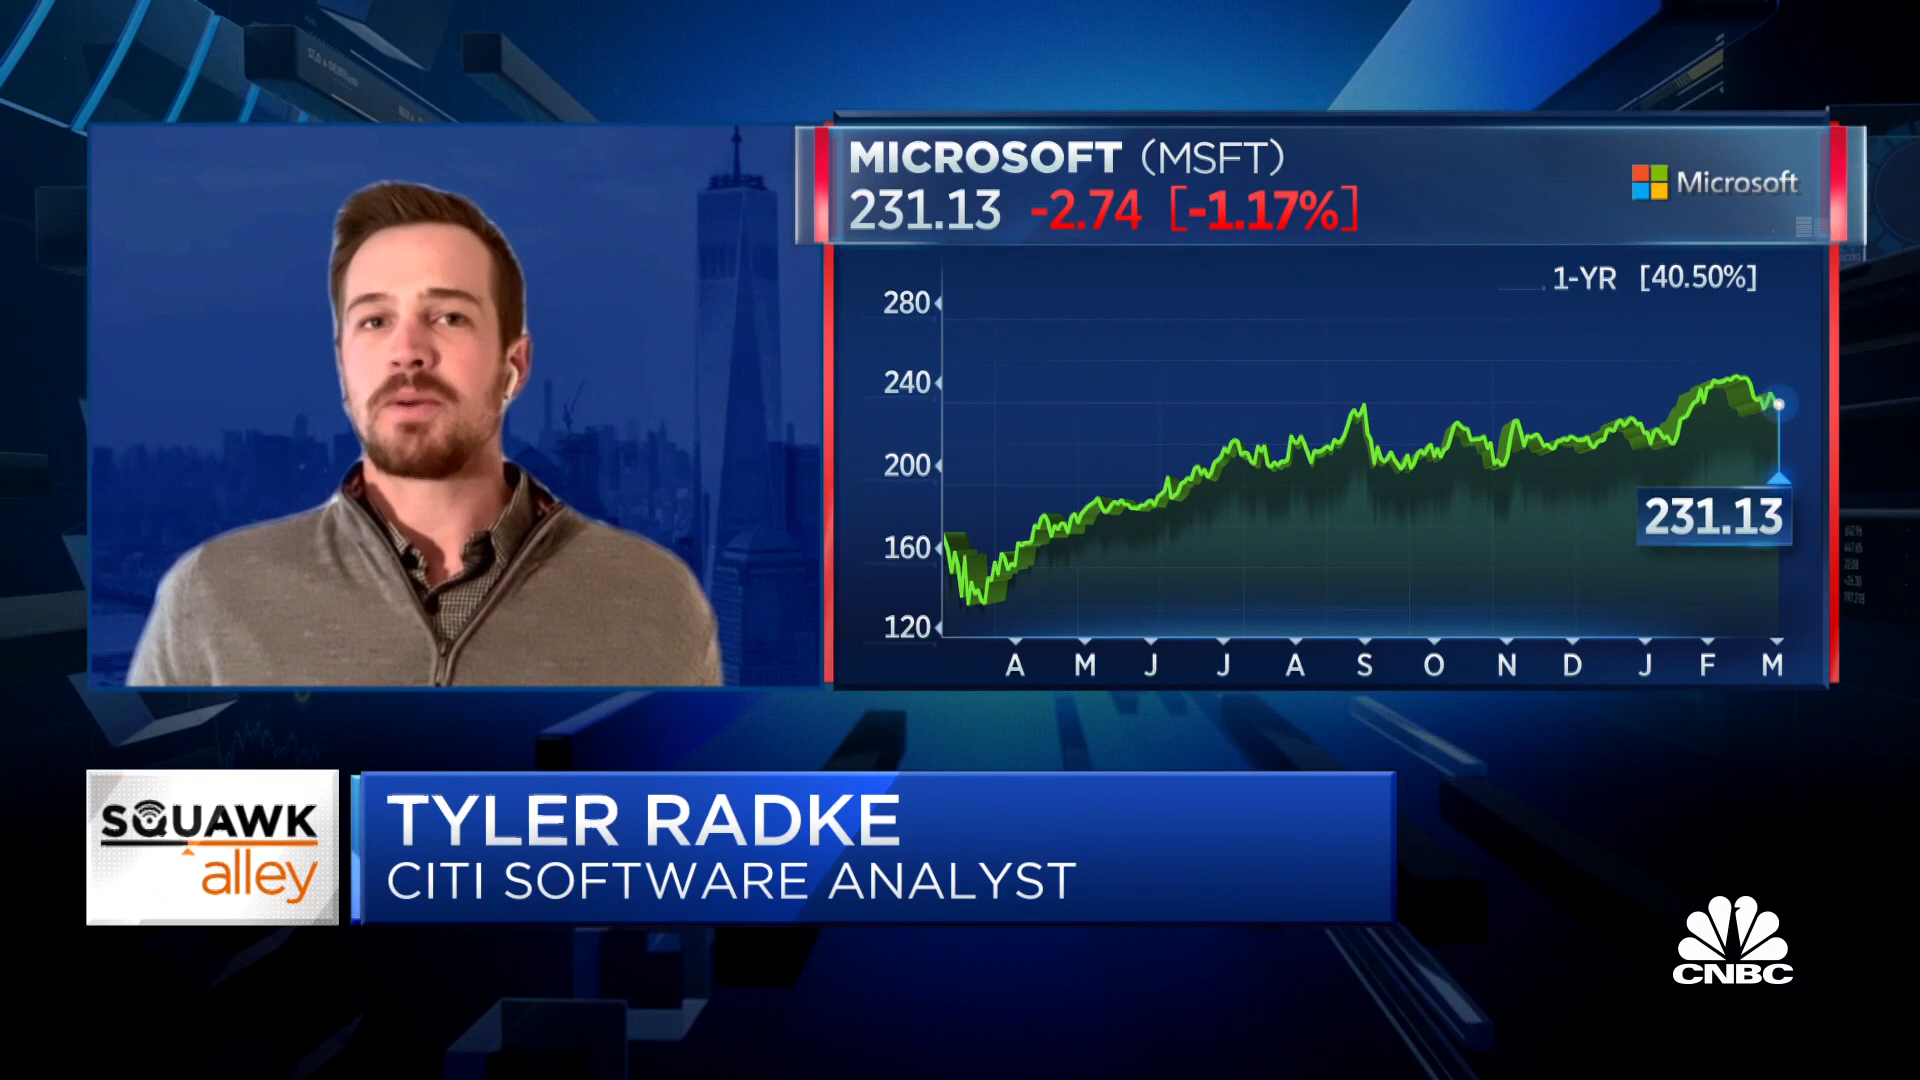 MICROSOFT (MSFT)
231.13 -2.74 [-1.17%]
Microsoft
1-YR [40.50%]
280
240
200
160
120
231.13
A M J J A S O N D J F M
SQUAWK
alley
TYLER RADKE
CITI SOFTWARE ANALYST
CNBC